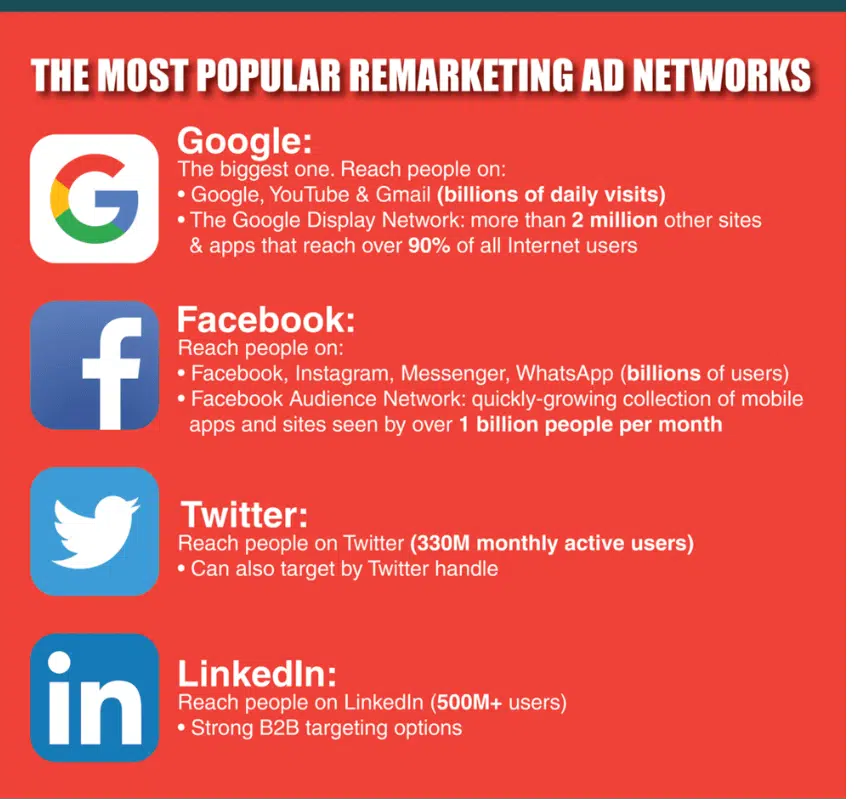 THE MOST POPULAR REMARKETING AD NETWORKS
Google:
The biggest one. Reach people on:
• Google, YouTube & Gmail (billions of daily visits)
• The Google Display Network: more than 2 million other sites
& apps that reach over 90% of all Internet users
Facebook:
Reach people on:
• Facebook, Instagram, Messenger, WhatsApp (billions of users)
• Facebook Audience Network: quickly-growing collection of mobile
apps and sites seen by over 1 billion people per month
Twitter:
Reach people on Twitter (330M monthly active users)
• Can also target by Twitter handle
in
LinkedIn:
Reach people on LinkedIn (500M+ users)
• Strong B2B targeting options